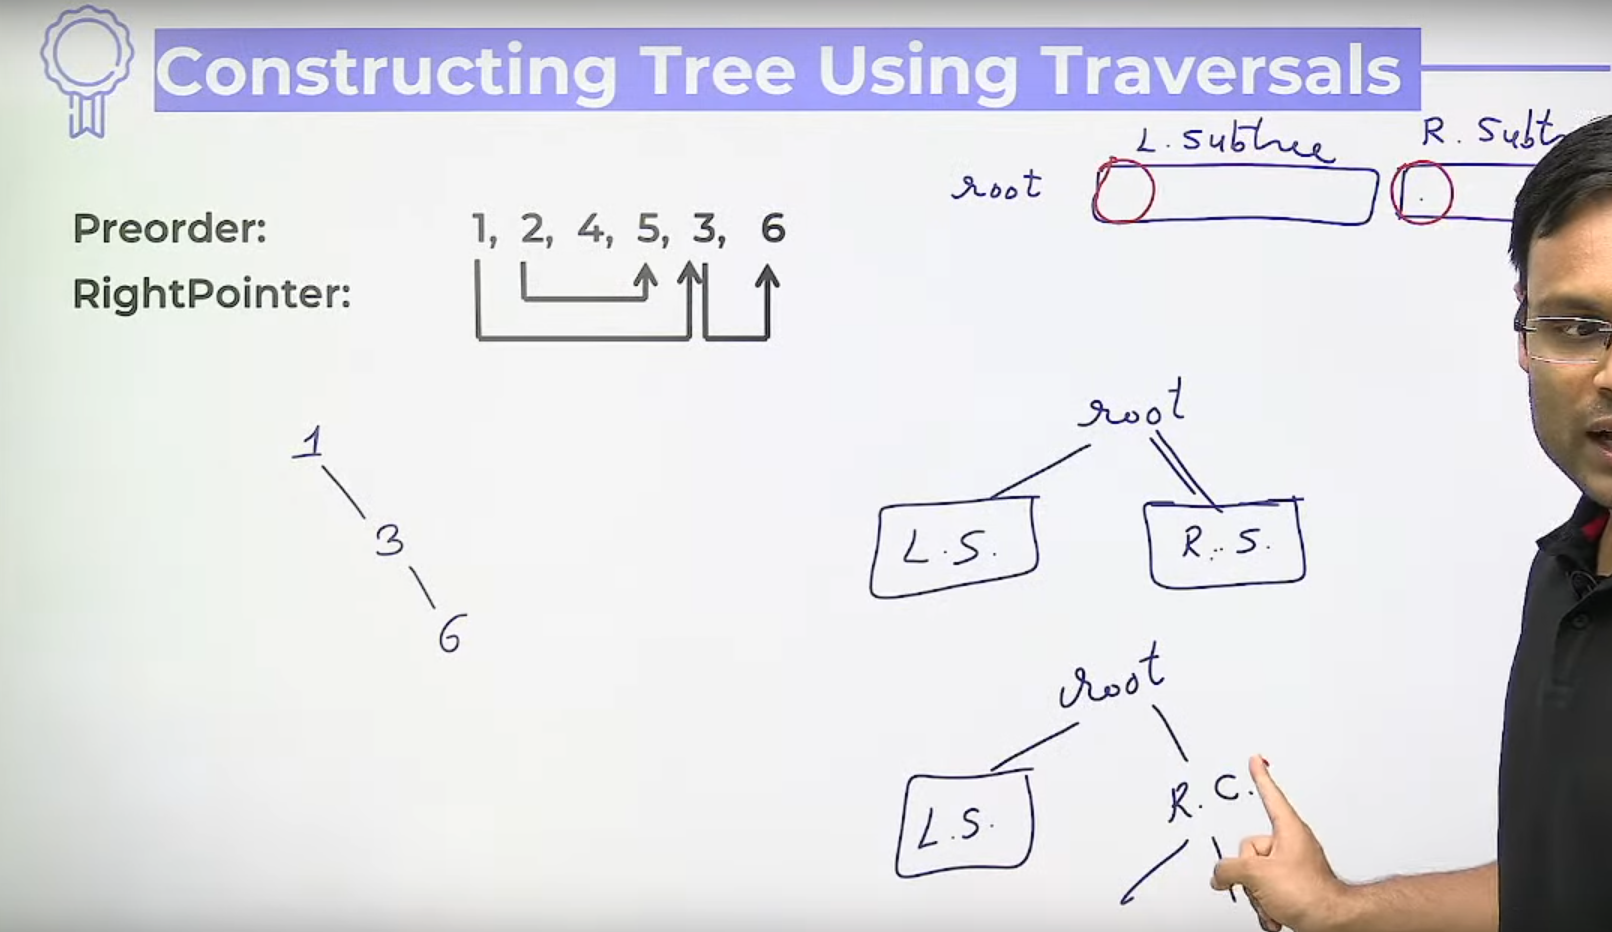 Constructing Tree Using Traversals
L. Subtree
R. Subt
root
Preorder: 1, 2, 4, 5, 3, 6
RightPointer:
root
L.S.
R.S.
1
3
6
root
L.S.
R.C.